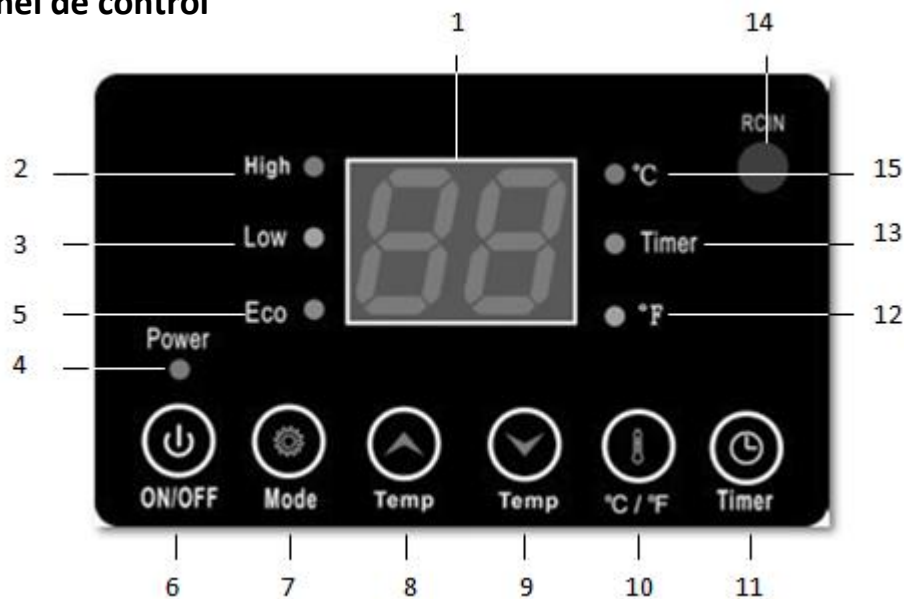 nel de control
1 14
RCIN
2 High °C 15
3 Low Timer 13
5 Eco °F 12
Power
4
ON/OFF Mode Temp Temp °C / °F Timer
6 7 8 9 10 11